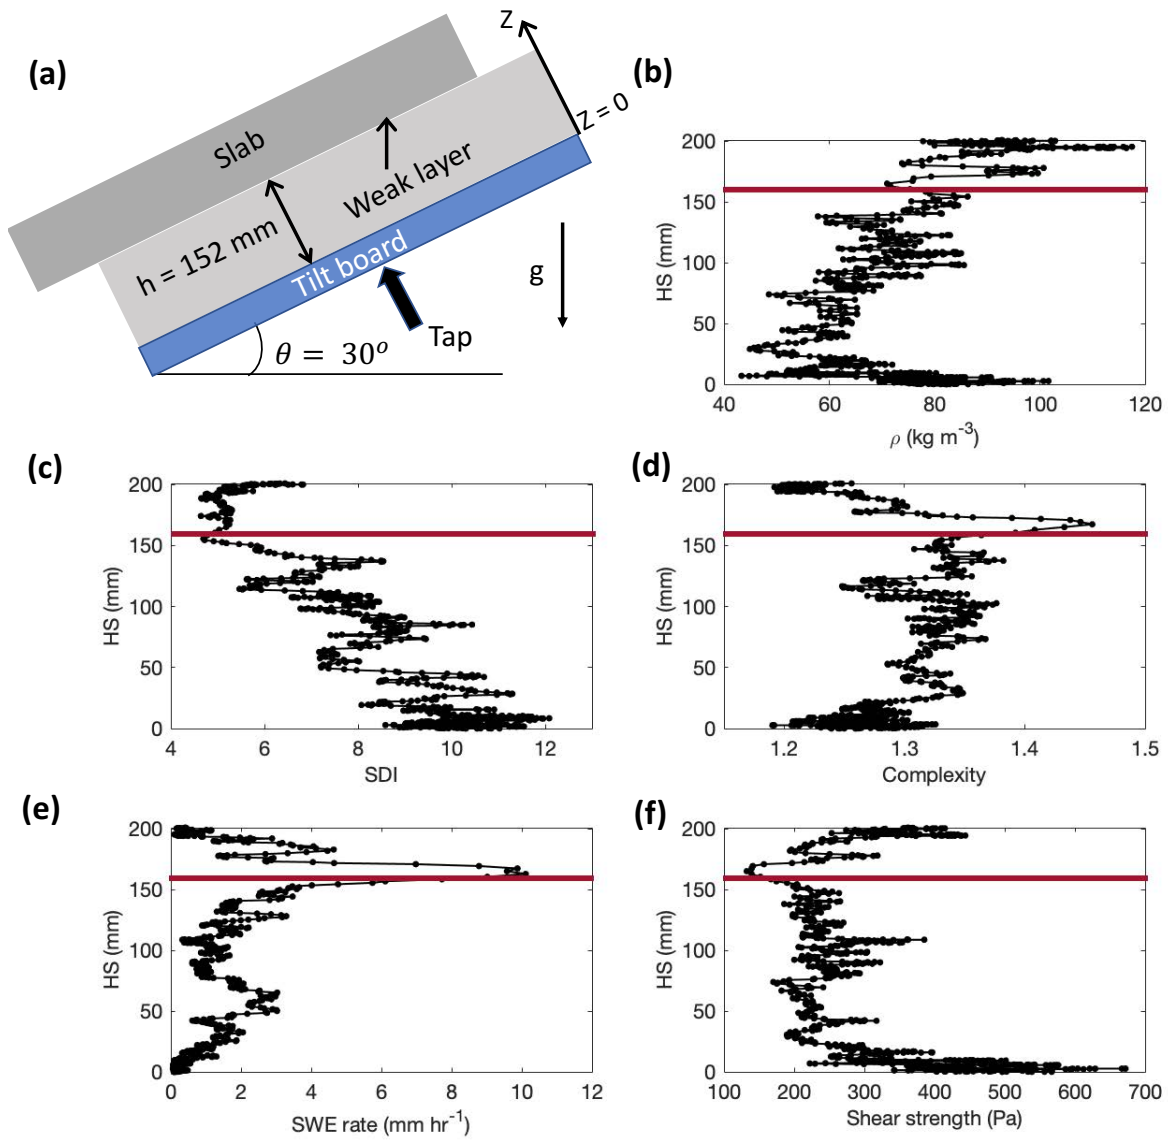 (a)
Z
Z = 0
Slab
Weak layer
h = 152 mm
Tilt board
g
Tap
θ = 30°
(b)
200
150
100
50
0
HS (mm)
40 60 80 100 120
ρ (kg m⁻³)
(c)
200
150
100
50
0
HS (mm)
4 6 8 10 12
SDI
(d)
200
150
100
50
0
HS (mm)
1.2 1.3 1.4 1.5
Complexity
(e)
200
150
100
50
0
HS (mm)
0 2 4 6 8 10 12
SWE rate (mm hr⁻¹)
(f)
200
150
100
50
0
HS (mm)
100 200 300 400 500 600 700
Shear strength (Pa)